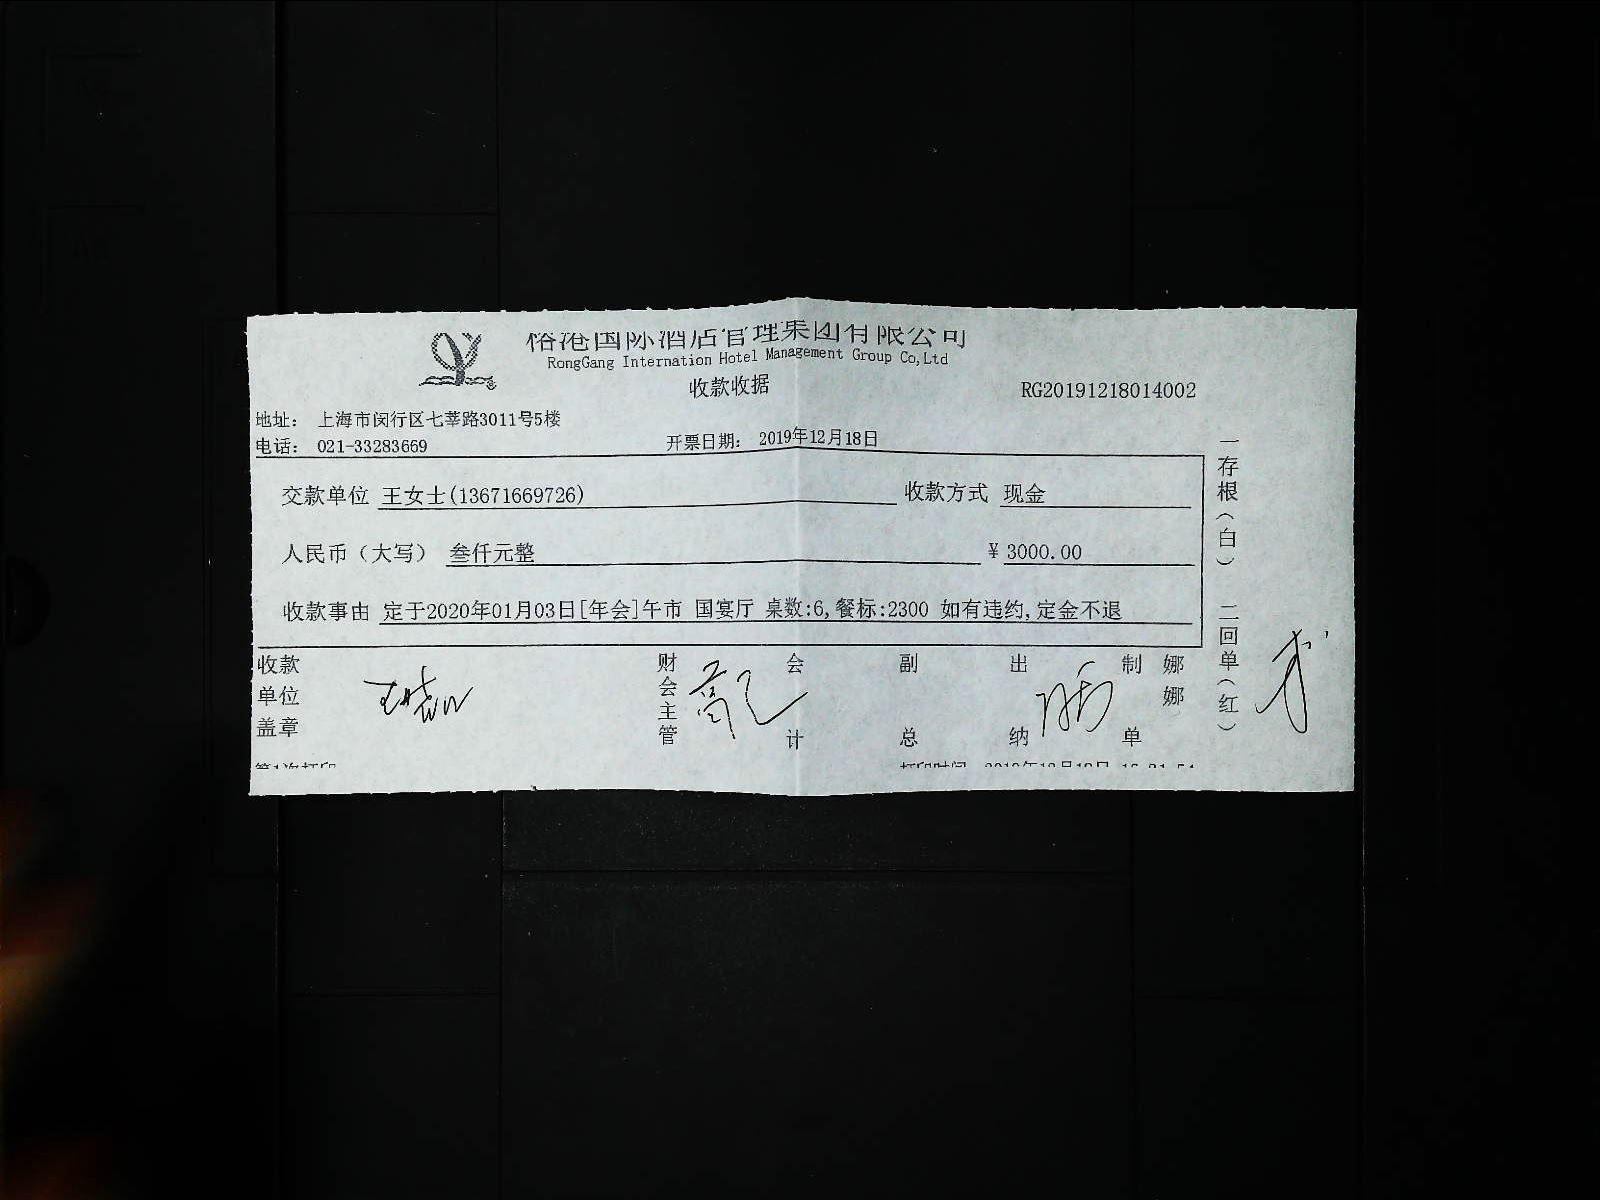 国际酒店管理集团有限公司
RongGang Internation Hotel Management Group Co,Ltd
收款收据
RG20191218014002
地址： 上海市闵行区七莘路3011号5楼
电话： 021-33283669
开票日期： 2019年12月18日
交款单位 王女士(13671669726) 收款方式 现金
人民币（大写） 叁仟元整 ¥ 3000.00
收款事由 定于2020年01月03日[年会]午市 国宴厅 桌数:6,餐标:2300 如有违约,定金不退
收款单位盖章
财会主管
会计
副总
出纳
制单 娜娜
一存根（白） 二回单（红）
第1次打印